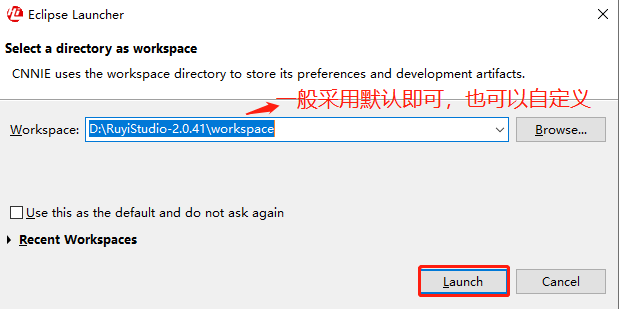 Eclipse Launcher
Select a directory as workspace
CNNIE uses the workspace directory to store its preferences and development artifacts.
一般采用默认即可，也可以自定义
Workspace: D:\RuyiStudio-2.0.41\workspace Browse...
Use this as the default and do not ask again
Recent Workspaces
Launch Cancel